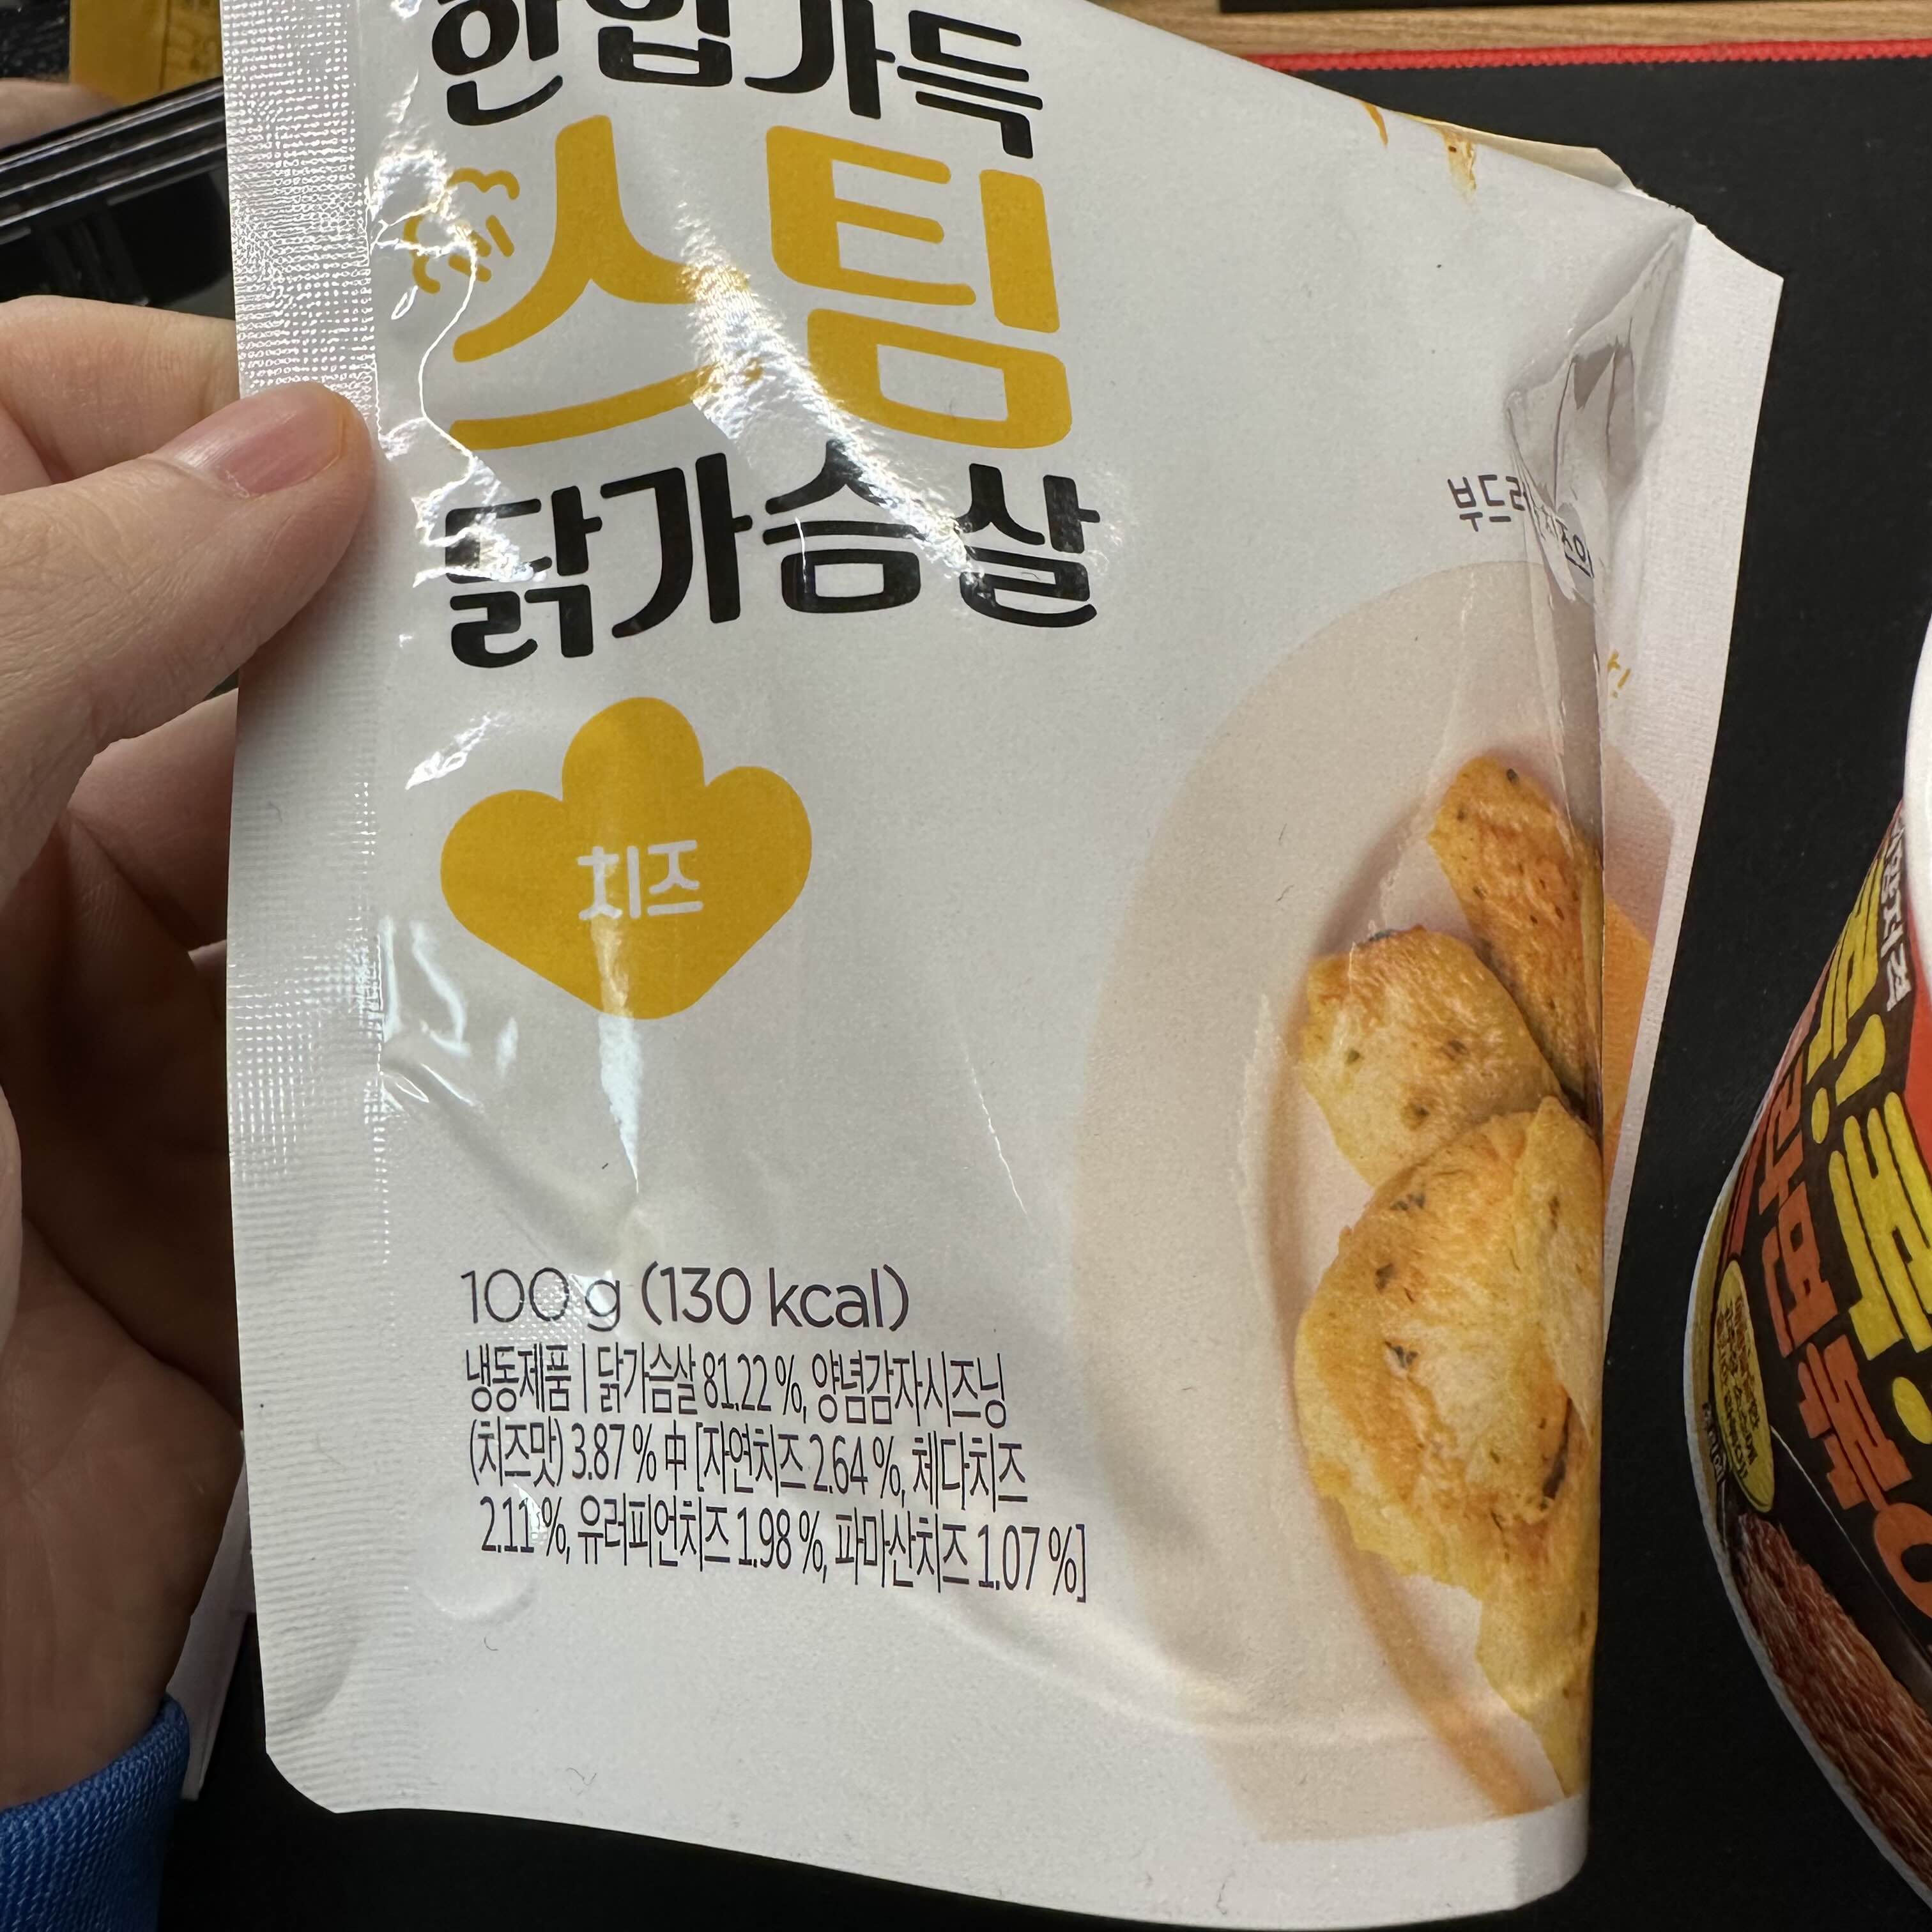 한입가득
스팀
닭가슴살
치즈
100 g (130 kcal)
냉동제품 | 닭가슴살 81.22 %, 양념감자시즈닝
(치즈맛) 3.87 % 中 [자연치즈 2.64 %, 체다치즈
2.11 %, 유러피언치즈 1.98 %, 파마산치즈 1.07 %]